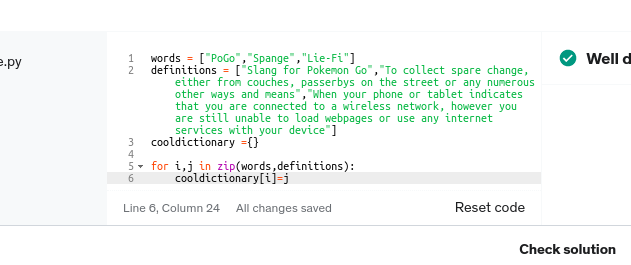 e.py
1 words = ["PoGo","Spange","Lie-Fi"]
2 definitions = ["Slang for Pokemon Go","To collect spare change,
either from couches, passerbys on the street or any numerous
other ways and means","When your phone or tablet indicates
that you are connected to a wireless network, however you
are still unable to load webpages or use any internet
services with your device"]
3 cooldictionary ={}
4
5 for i,j in zip(words,definitions):
6 cooldictionary[i]=j
Well d
Line 6, Column 24 All changes saved Reset code
Check solution